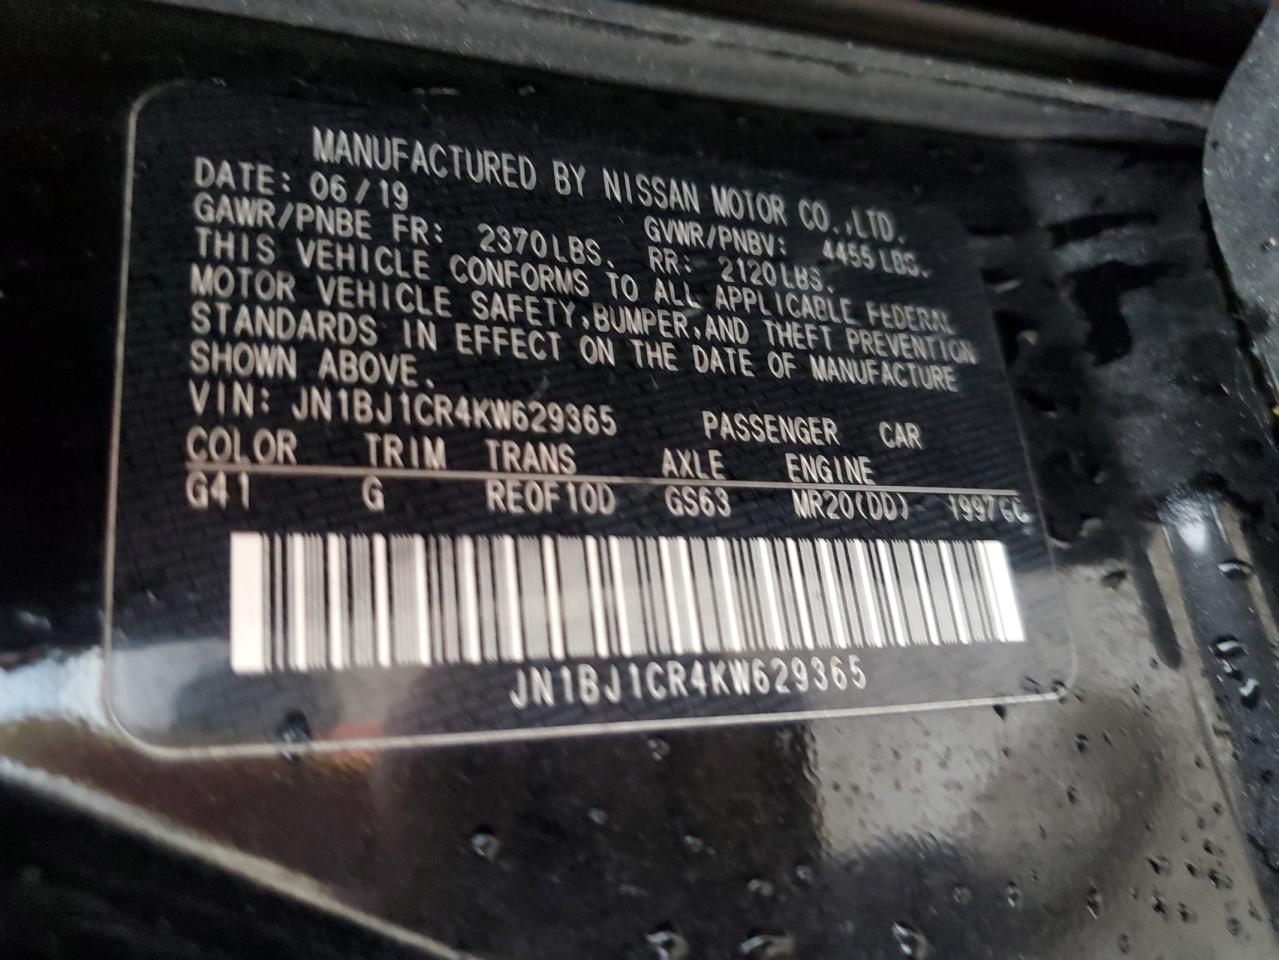 MANUFACTURED BY NISSAN MOTOR CO.,LTD.
DATE: 06/19 GVWR/PNBV: 4455LBS.
GAWR/PNBE FR: 2370LBS. RR: 2120LBS.
THIS VEHICLE CONFORMS TO ALL APPLICABLE FEDERAL
MOTOR VEHICLE SAFETY,BUMPER,AND THEFT PREVENTION
STANDARDS IN EFFECT ON THE DATE OF MANUFACTURE
SHOWN ABOVE.
VIN: JN1BJ1CR4KW629365 PASSENGER CAR
COLOR TRIM TRANS AXLE ENGINE
G41 G RE0F10D GS63 MR20(DD) 1997CC
JN1BJ1CR4KW629365